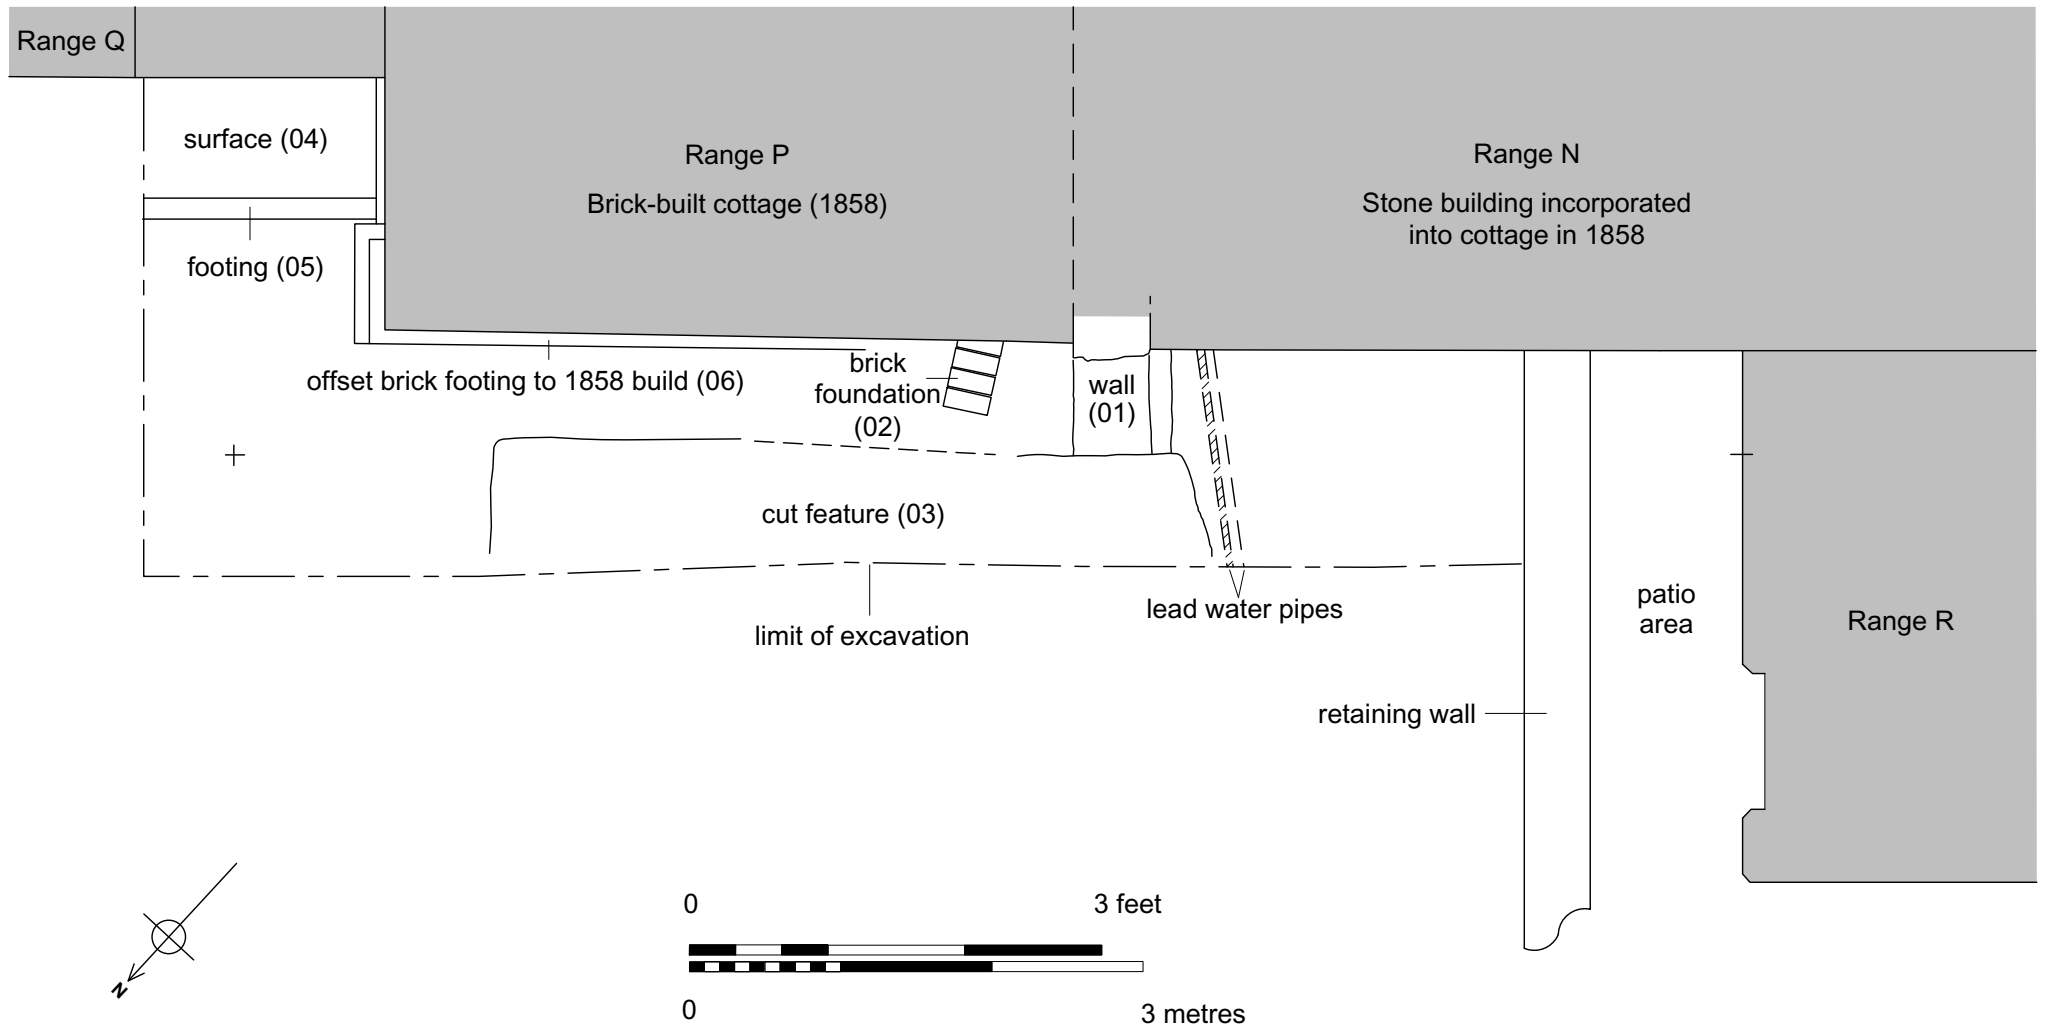 Range Q
surface (04)
footing (05)
Range P
Brick-built cottage (1858)
Range N
Stone building incorporated
into cottage in 1858
offset brick footing to 1858 build (06)
brick
foundation
(02)
wall
(01)
cut feature (03)
limit of excavation
lead water pipes
patio
area
Range R
retaining wall
N
0
3 feet
0
3 metres